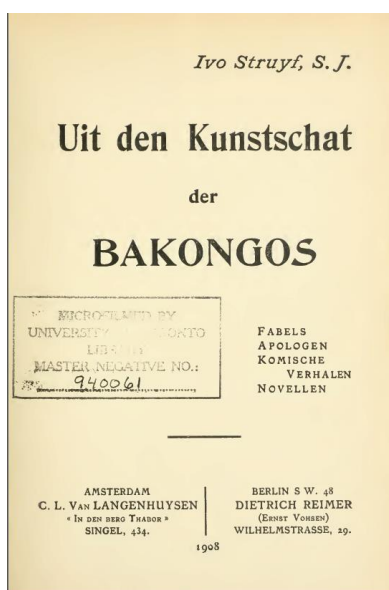 Ivo Struyf, S. J.
Uit den Kunstschat
der
BAKONGOS
MICROFILMED BY
UNIVERSITY TORONTO
LIBRARY
MASTER NEGATIVE NO.:
940061
FABELS
APOLOGEN
KOMISCHE
VERHALEN
NOVELLEN
AMSTERDAM
C. L. VAN LANGENHUYSEN
« IN DEN BERG THABOR »
SINGEL, 434.
BERLIN S W. 48
DIETRICH REIMER
(ERNST VOHSEN)
WILHELMSTRASSE, 29.
1908